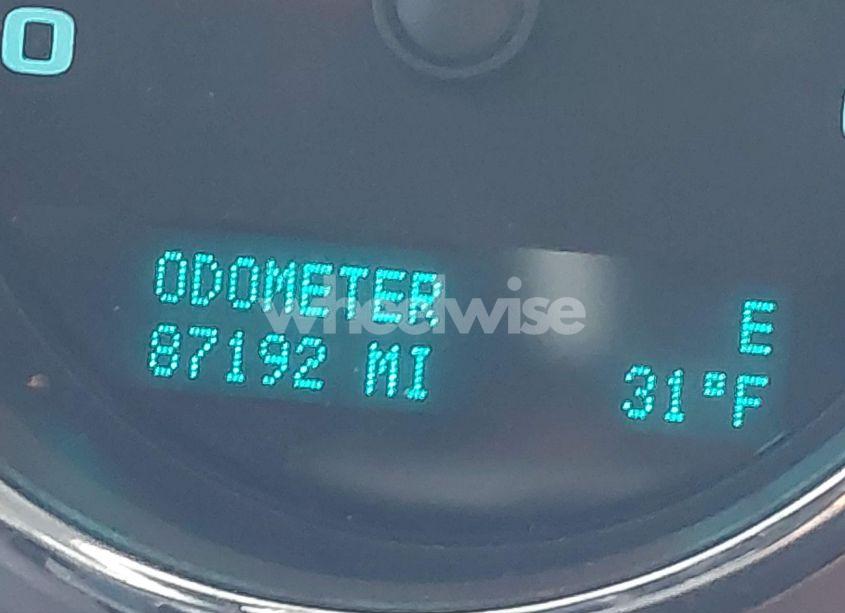 0
ODOMETER
wheelwise
E
87192 MI
31°F